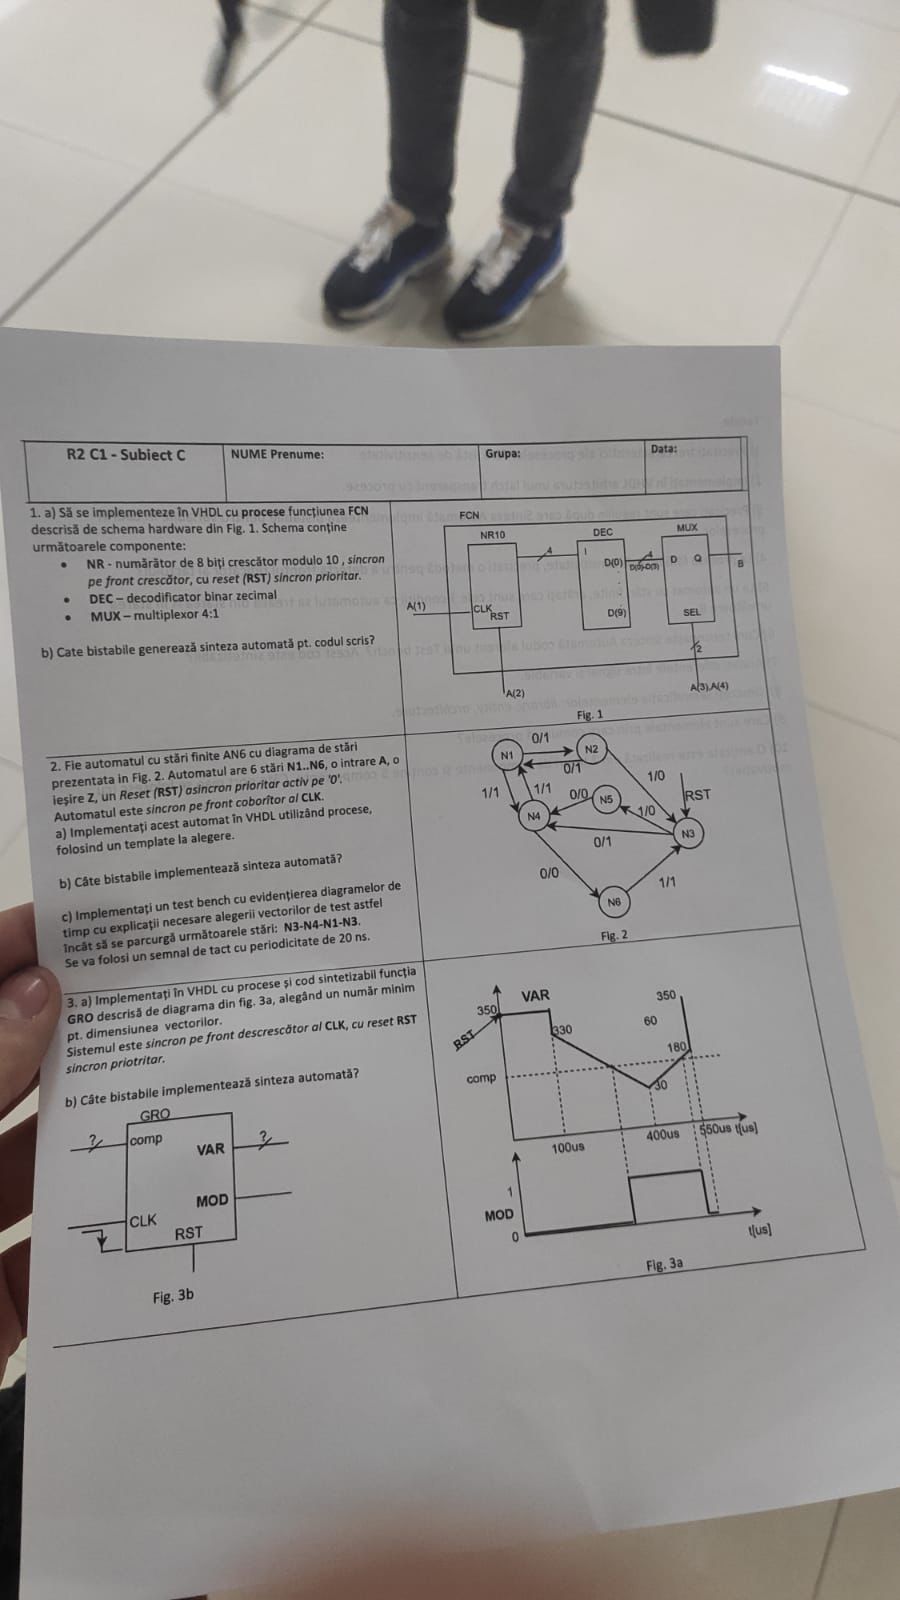 R2 C1 - Subiect C
NUME Prenume:
Grupa:
Data:
1. a) Să se implementeze în VHDL cu procese funcțiunea FCN
descrisă de schema hardware din Fig. 1. Schema conține
următoarele componente:
• NR - numărător de 8 biți crescător modulo 10 , sincron
pe front crescător, cu reset (RST) sincron prioritar.
• DEC – decodificator binar zecimal
• MUX – multiplexor 4:1
b) Cate bistabile generează sinteza automată pt. codul scris?
FCN
NR10
DEC
MUX
4
I
D(0)
4
D(0)-D(3)
D
Q
B
A(1)
CLK
RST
D(9)
SEL
2
A(2)
A(3),A(4)
Fig. 1
2. Fie automatul cu stări finite AN6 cu diagrama de stări
prezentata in Fig. 2. Automatul are 6 stări N1..N6, o intrare A, o
ieșire Z, un Reset (RST) asincron prioritar activ pe '0'.
Automatul este sincron pe front coborîtor al CLK.
a) Implementați acest automat în VHDL utilizând procese,
folosind un template la alegere.
b) Câte bistabile implementează sinteza automată?
c) Implementați un test bench cu evidențierea diagramelor de
timp cu explicații necesare alegerii vectorilor de test astfel
încât să se parcurgă următoarele stări: N3-N4-N1-N3.
Se va folosi un semnal de tact cu periodicitate de 20 ns.
0/1
N1
N2
0/1
1/0
1/1
1/1
0/0
N5
RST
N4
1/0
N3
0/1
0/0
1/1
N6
Fig. 2
3. a) Implementați în VHDL cu procese și cod sintetizabil funcția
GRO descrisă de diagrama din fig. 3a, alegând un număr minim
pt. dimensiunea vectorilor.
Sistemul este sincron pe front descrescător al CLK, cu reset RST
sincron priotritar.
b) Câte bistabile implementează sinteza automată?
GRO
?
comp
VAR
?
MOD
CLK
RST
Fig. 3b
VAR
350
350
RST
330
60
180
comp
30
100us
400us
550us t[us]
1
MOD
0
t[us]
Fig. 3a